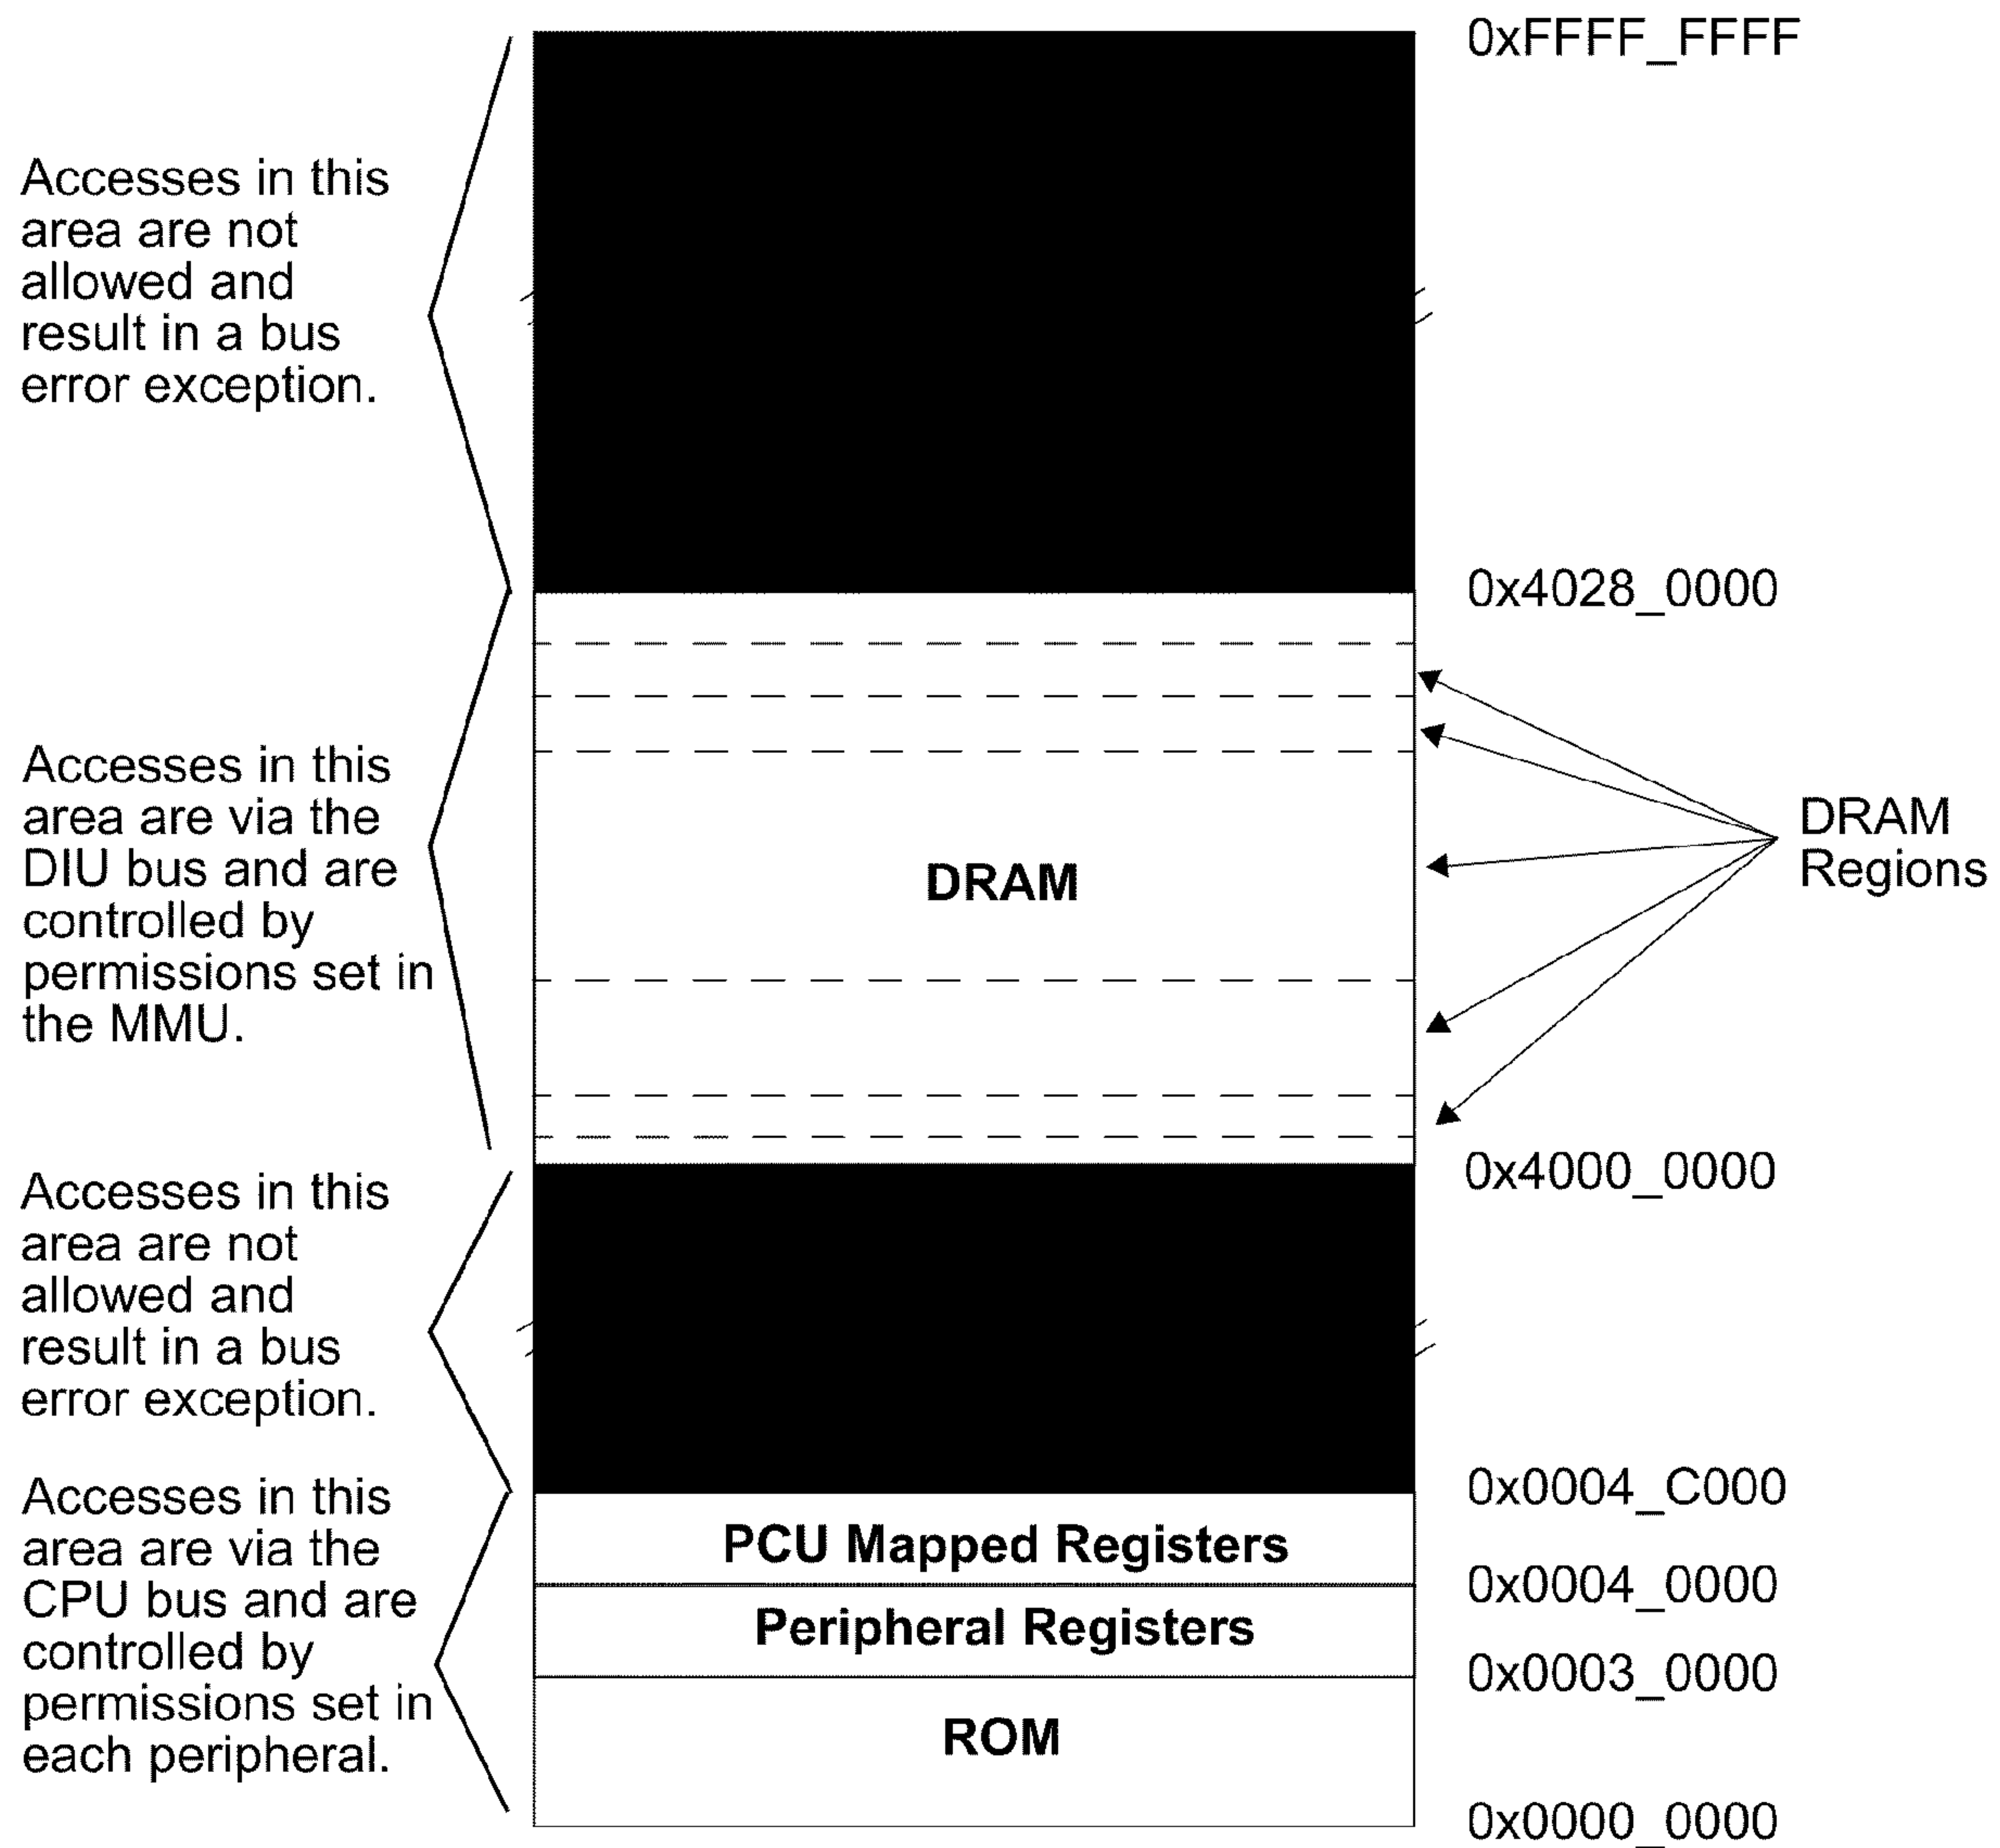 0xFFFF_FFFF
Accesses in this
area are not
allowed and
result in a bus
error exception.
0x4028_0000
Accesses in this
area are via the
DIU bus and are
controlled by
permissions set in
the MMU.
DRAM
DRAM
Regions
0x4000_0000
Accesses in this
area are not
allowed and
result in a bus
error exception.
0x0004_C000
Accesses in this
area are via the
CPU bus and are
controlled by
permissions set in
each peripheral.
PCU Mapped Registers
0x0004_0000
Peripheral Registers
0x0003_0000
ROM
0x0000_0000